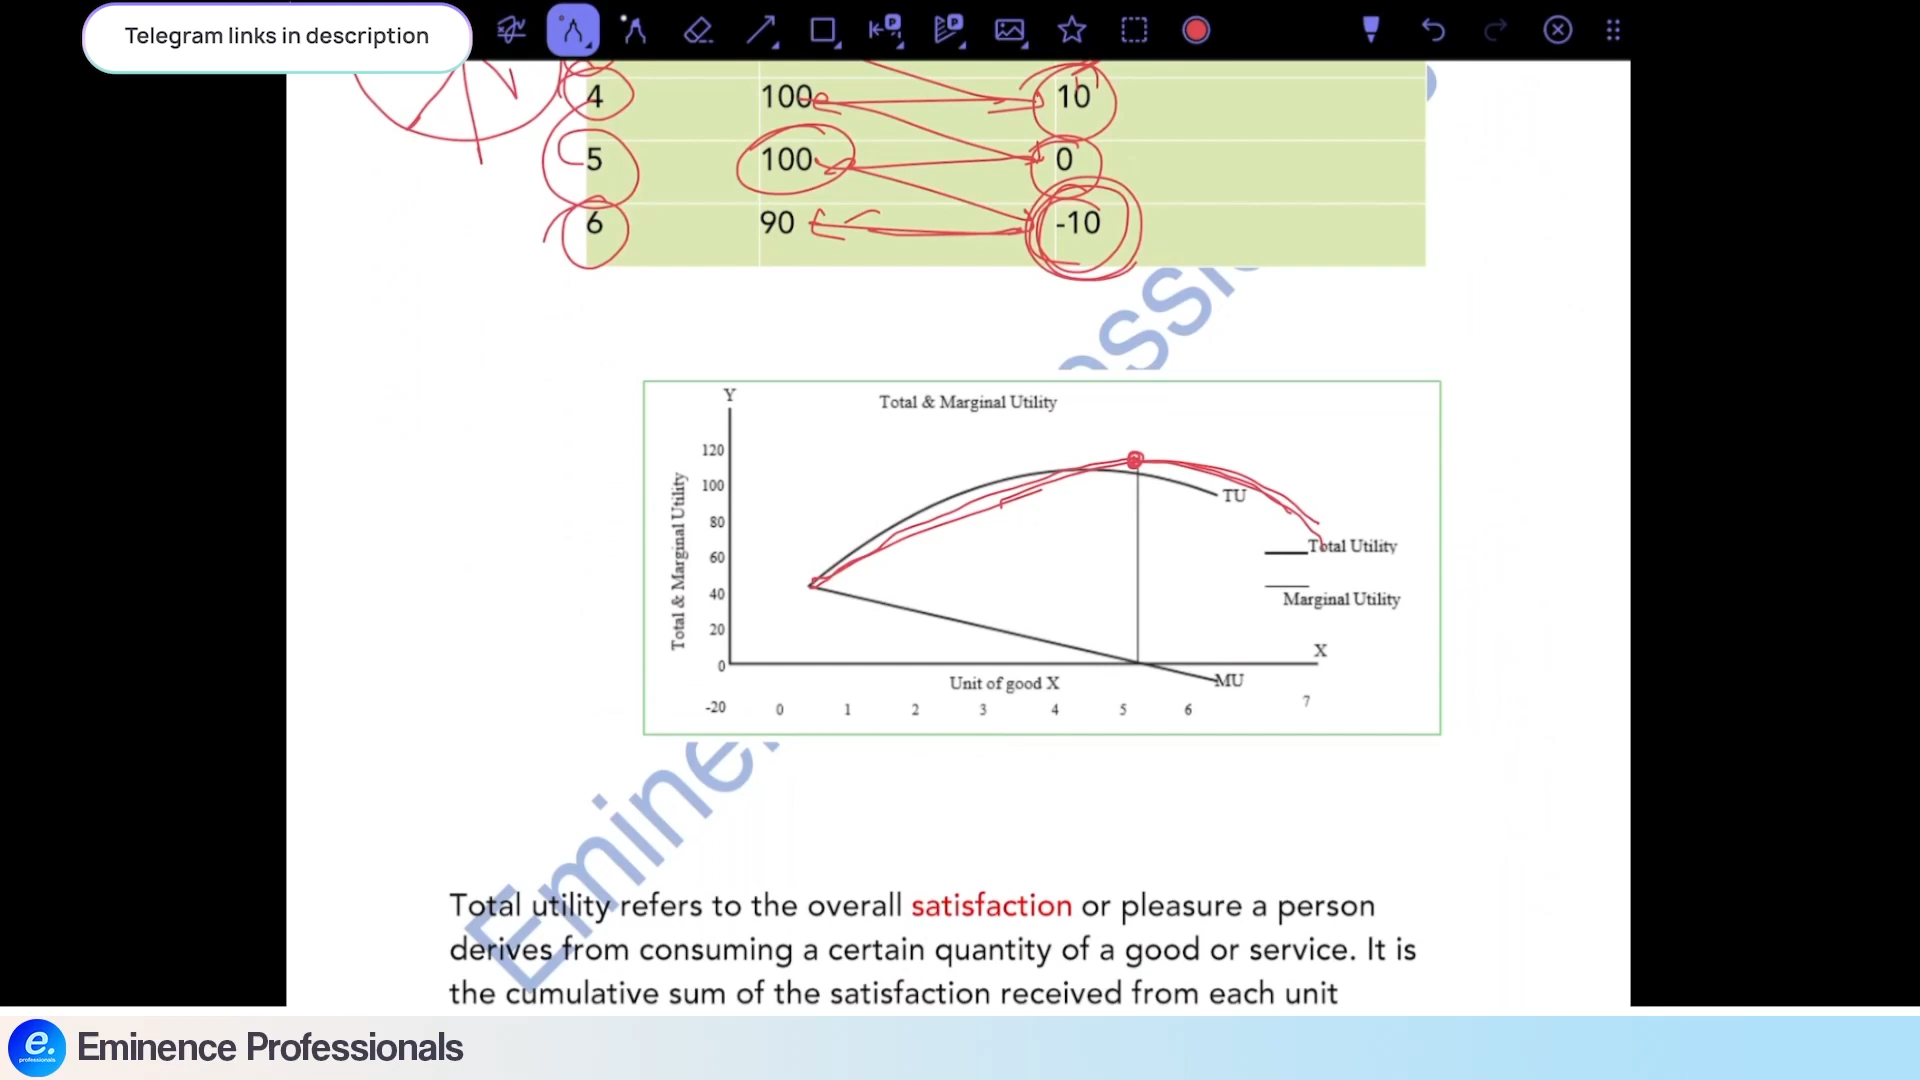 Telegram links in description
4 100 10
5 100 0
6 90 -10
Y
Total & Marginal Utility
120
100
80
60
40
20
0
-20
Total & Marginal Utility
TU
Total Utility
Marginal Utility
X
MU
Unit of good X
0 1 2 3 4 5 6 7
Total utility refers to the overall satisfaction or pleasure a person
derives from consuming a certain quantity of a good or service. It is
the cumulative sum of the satisfaction received from each unit
e.
professionals
Eminence Professionals